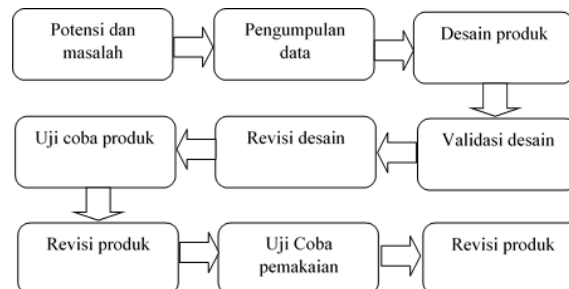 Potensi dan
masalah
Pengumpulan
data
Desain produk
Validasi desain
Revisi desain
Uji coba produk
Revisi produk
Uji Coba
pemakaian
Revisi produk